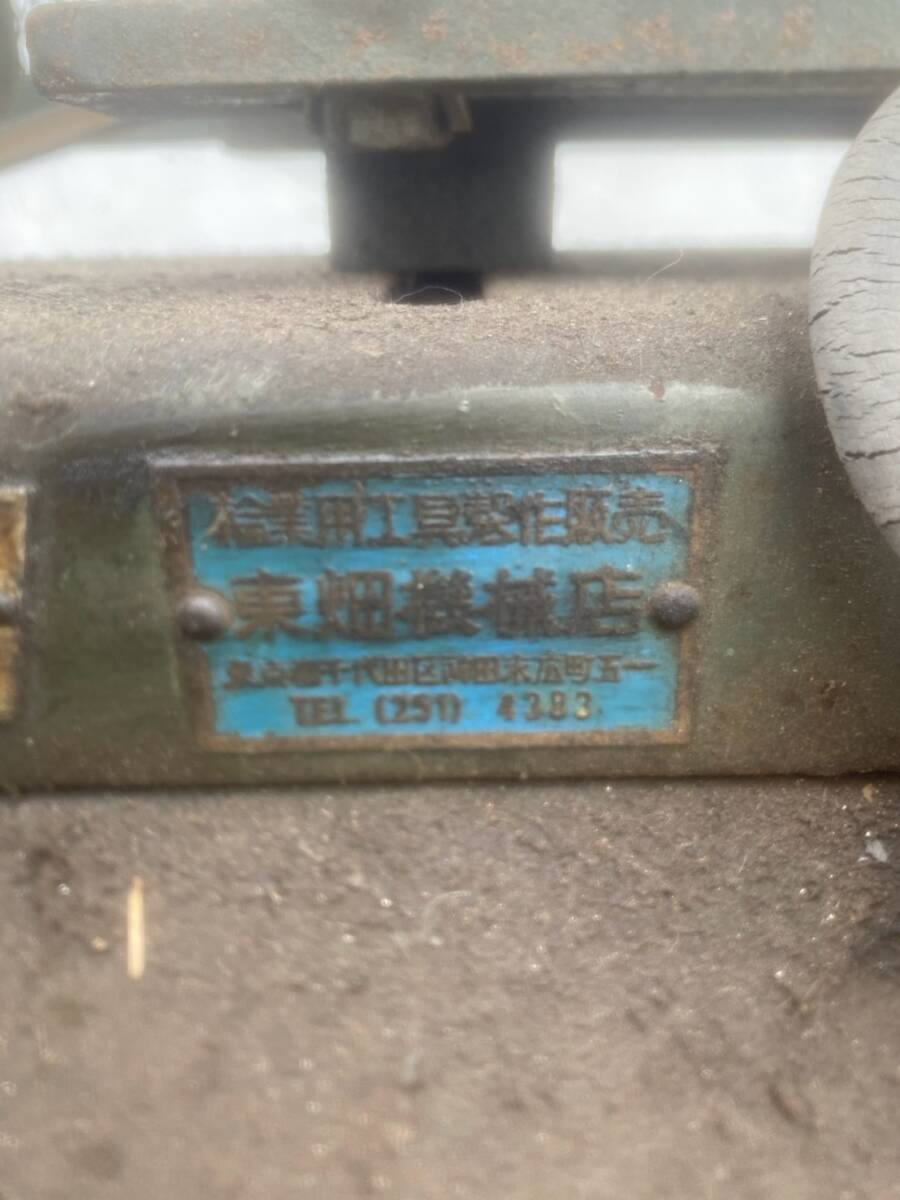 絵業用工具製作販売
東畑機械店
東京都千代田区神田末広町五一
TEL (251) 4383